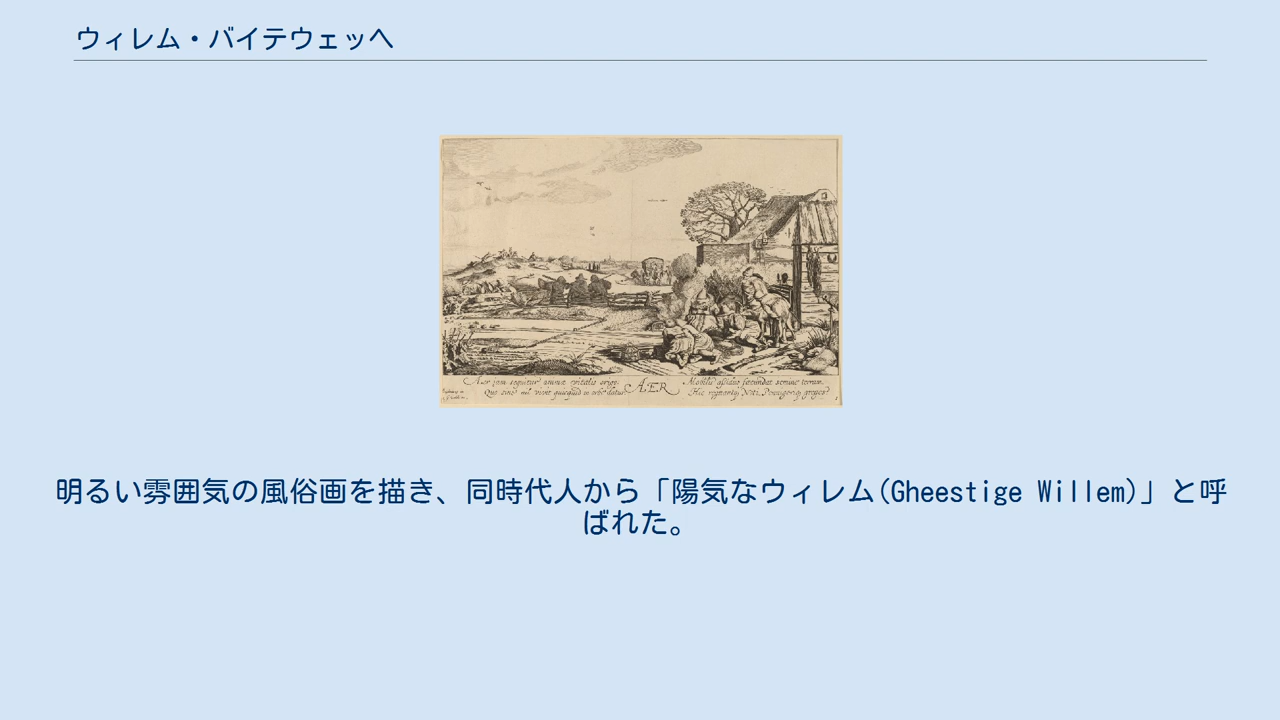 ウィレム・バイテウェッヘ
AER
明るい雰囲気の風俗画を描き、同時代人から「陽気なウィレム(Gheestige Willem)」と呼
ばれた。